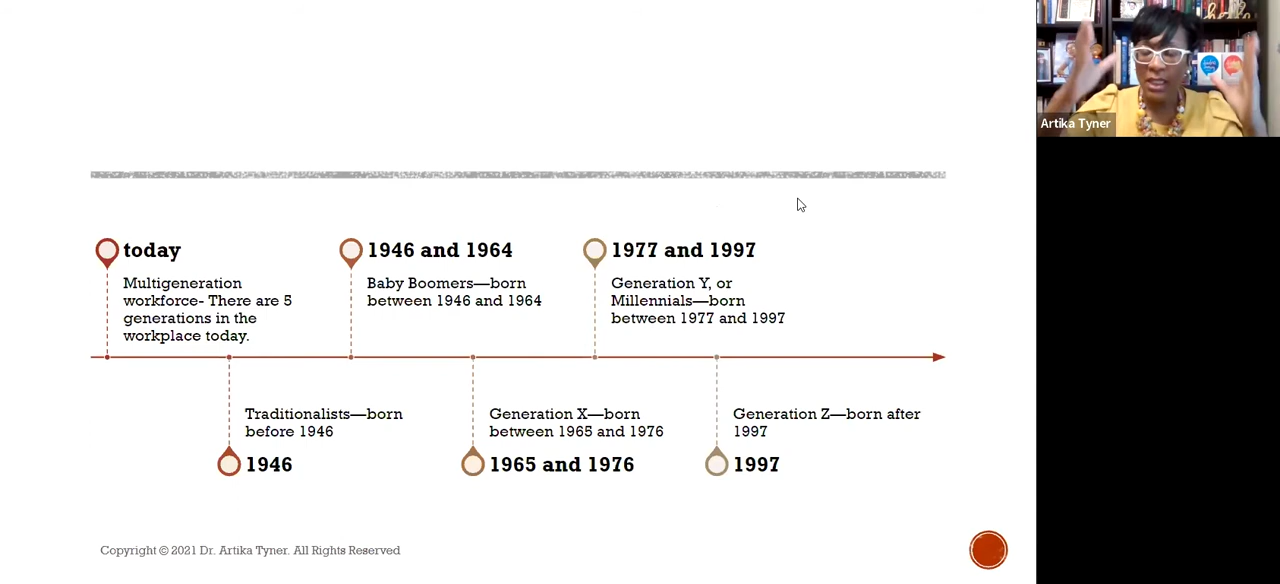 today
Multigeneration
workforce- There are 5
generations in the
workplace today.
1946 and 1964
Baby Boomers—born
between 1946 and 1964
1977 and 1997
Generation Y, or
Millennials—born
between 1977 and 1997
Traditionalists—born
before 1946
1946
Generation X—born
between 1965 and 1976
1965 and 1976
Generation Z—born after
1997
1997
Copyright © 2021 Dr. Artika Tyner. All Rights Reserved
Artika Tyner